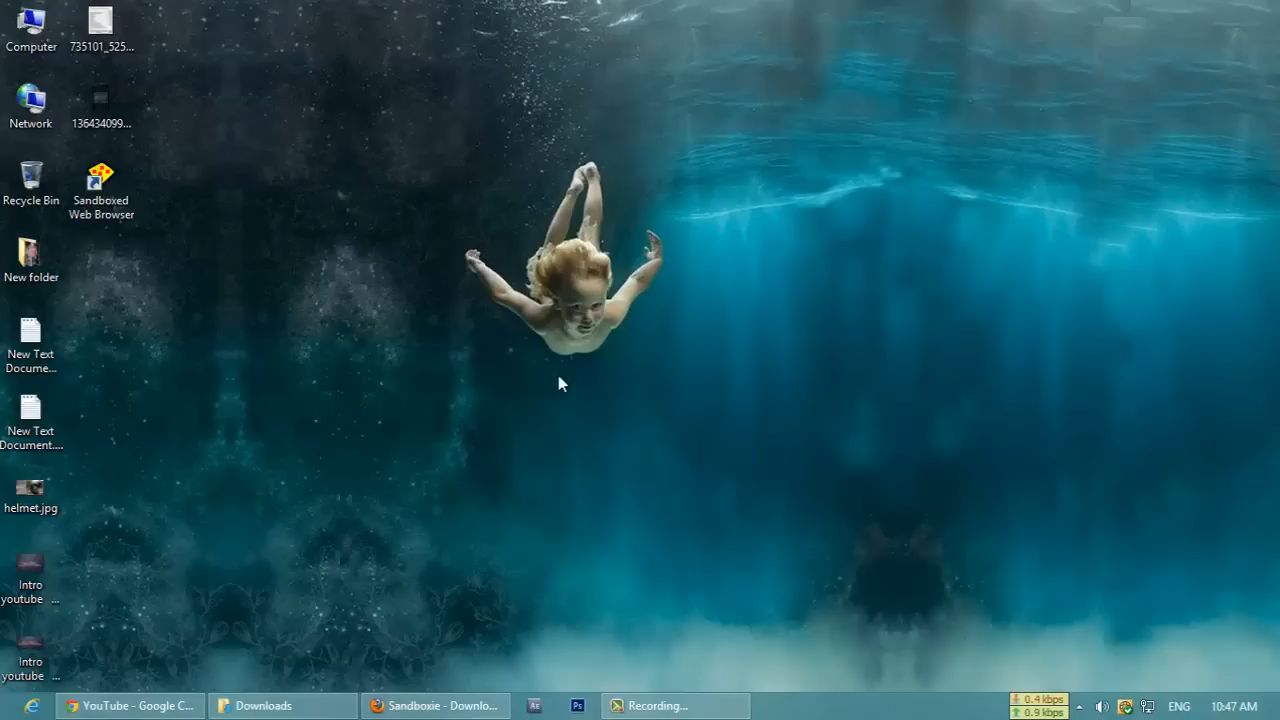 Computer
735101_525...
Network
136434099...
Recycle Bin
Sandboxed
Web Browser
New folder
New Text
Docume...
New Text
Document....
helmet.jpg
Intro
youtube ...
Intro
youtube ...
YouTube - Google C...
Downloads
Sandboxie - Downlo...
Ae
Ps
Recording...
0.4 kbps
0.9 kbps
ENG
10:47 AM